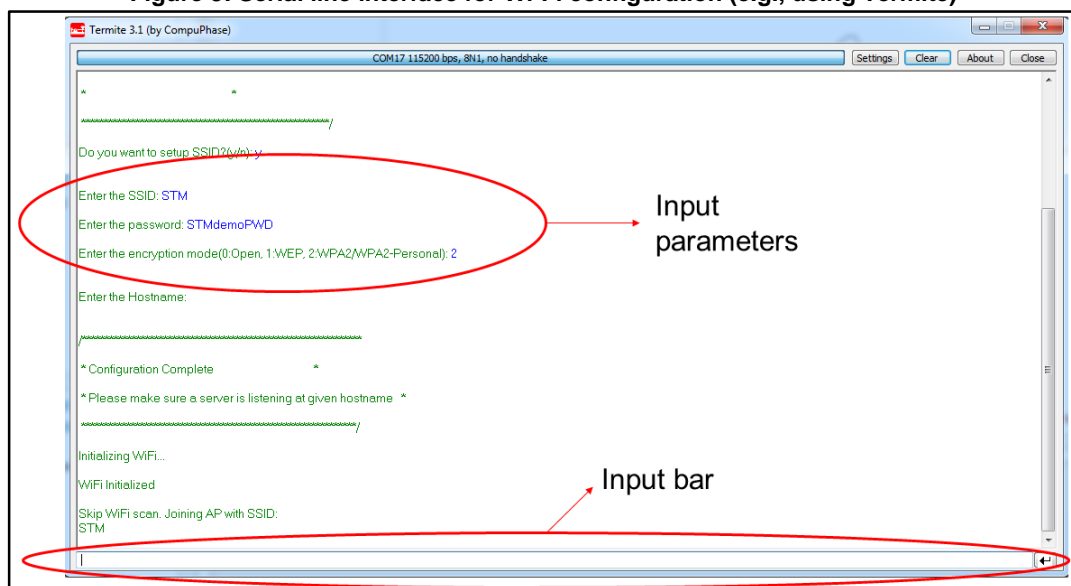 Termite 3.1 (by CompuPhase)
COM17 115200 bps, 8N1, no handshake
Settings
Clear
About
Close
* *
/
Do you want to setup SSID?(y/n): y
Enter the SSID: STM
Enter the password: STMdemoPWD
Enter the encryption mode(0:Open, 1:WEP, 2:WPA2/WPA2-Personal): 2
Enter the Hostname:
/
* Configuration Complete *
* Please make sure a server is listening at given hostname *
/
Initializing WiFi...
WiFi Initialized
Skip WiFi scan. Joining AP with SSID:
STM
Input
parameters
Input bar